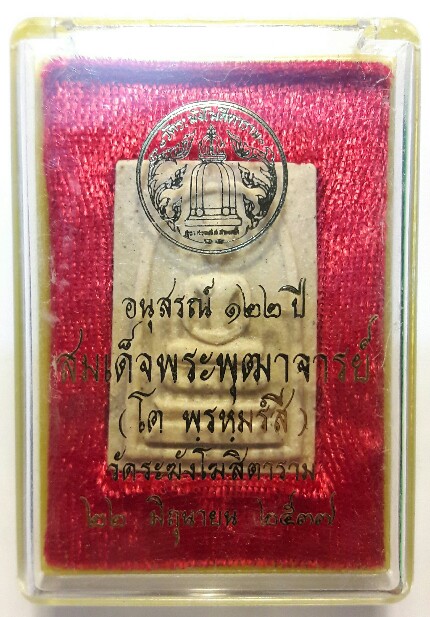 อนุสรณ์ ๑๒๒ ปี
สมเด็จพระพุฒาจารย์
(โต พฺรหฺมรํสี)
วัดระฆังโฆสิตาราม
๒๒ มิถุนายน ๒๕๓๗